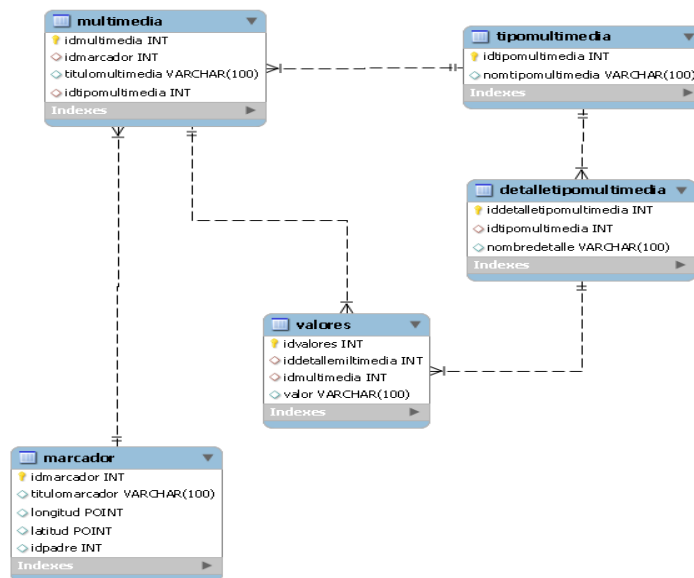 multimedia
idmultimedia INT
idmarcador INT
titulomultimedia VARCHAR(100)
idtipomultimedia INT
Indexes
tipomultimedia
idtipomultimedia INT
nomtipomultimedia VARCHAR(100)
Indexes
detalletipomultimedia
iddetalletipomultimedia INT
idtipomultimedia INT
nombredetalle VARCHAR(100)
Indexes
valores
idvalores INT
iddetallemiltimedia INT
idmultimedia INT
valor VARCHAR(100)
Indexes
marcador
idmarcador INT
titulomarcador VARCHAR(100)
longitud POINT
latitud POINT
idpadre INT
Indexes